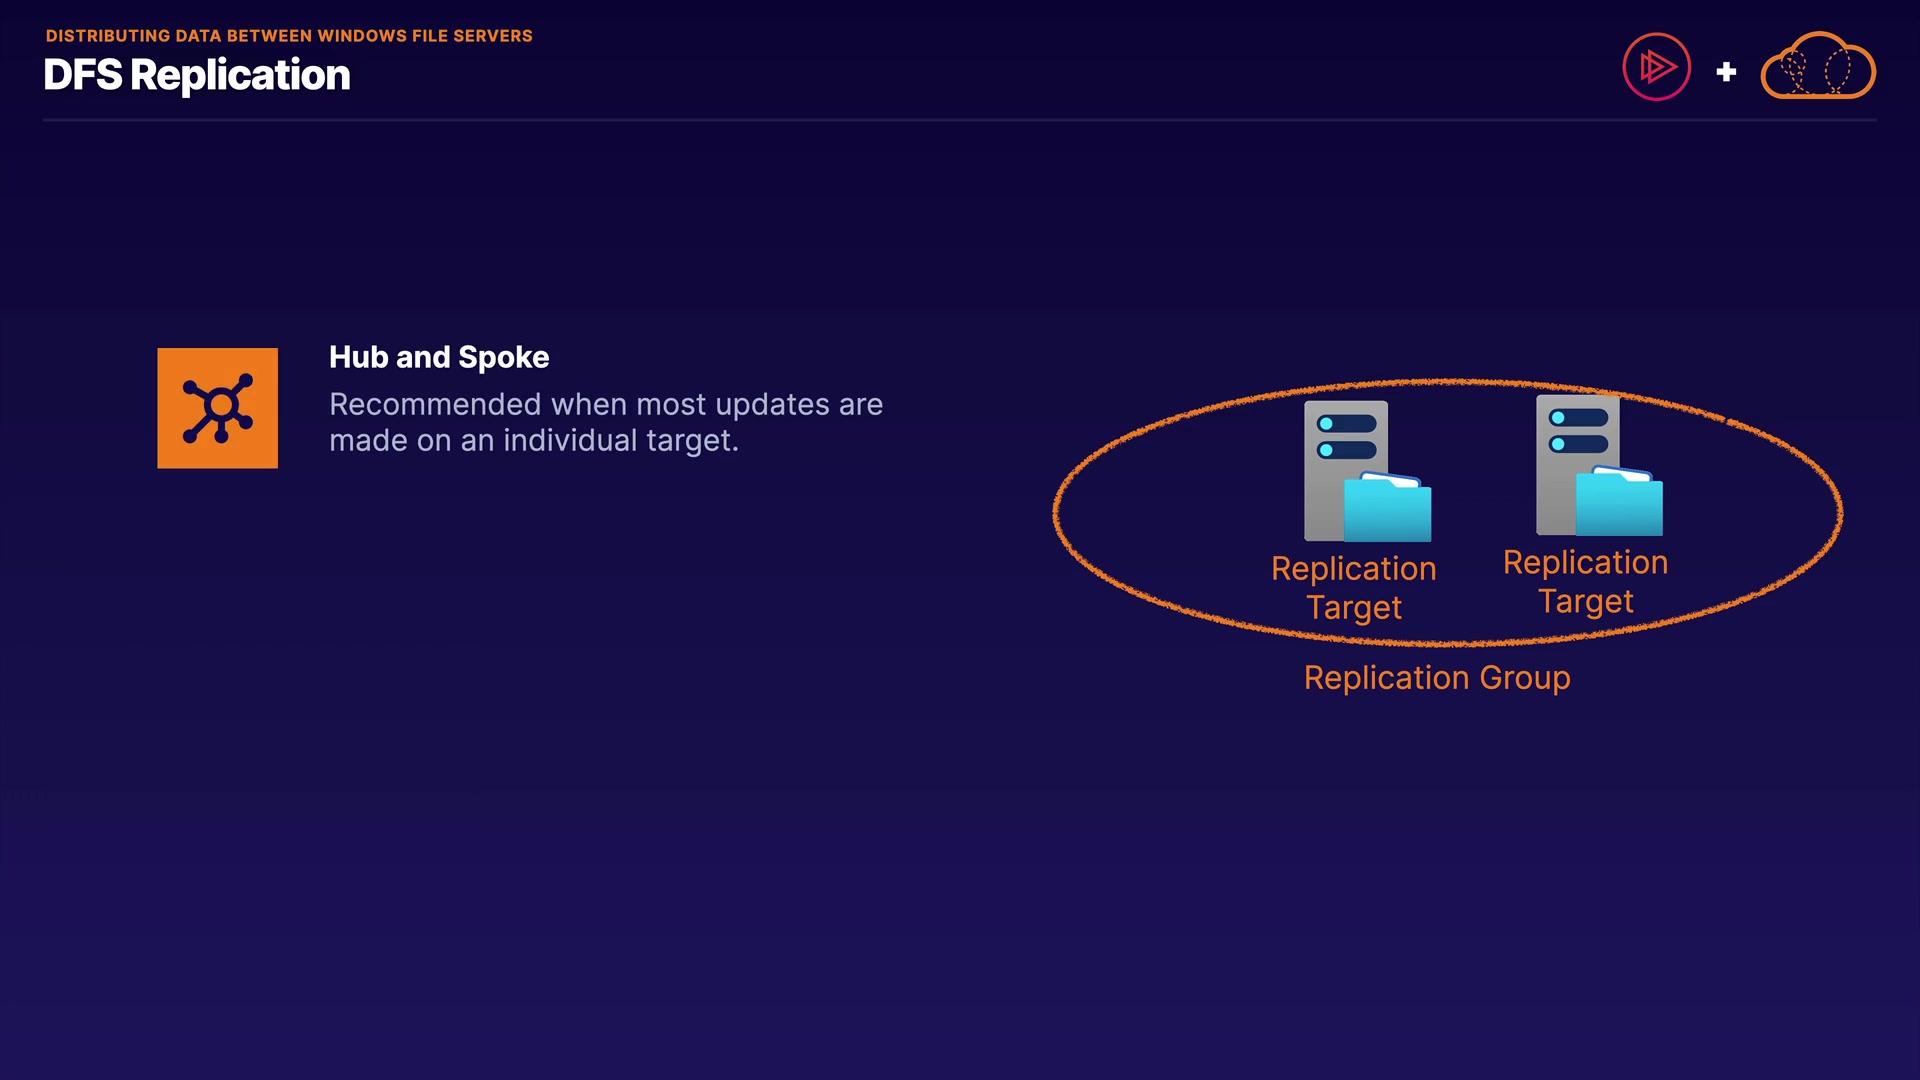 DISTRIBUTING DATA BETWEEN WINDOWS FILE SERVERS
DFS Replication
Hub and Spoke
Recommended when most updates are
made on an individual target.
Replication
Target
Replication
Target
Replication Group